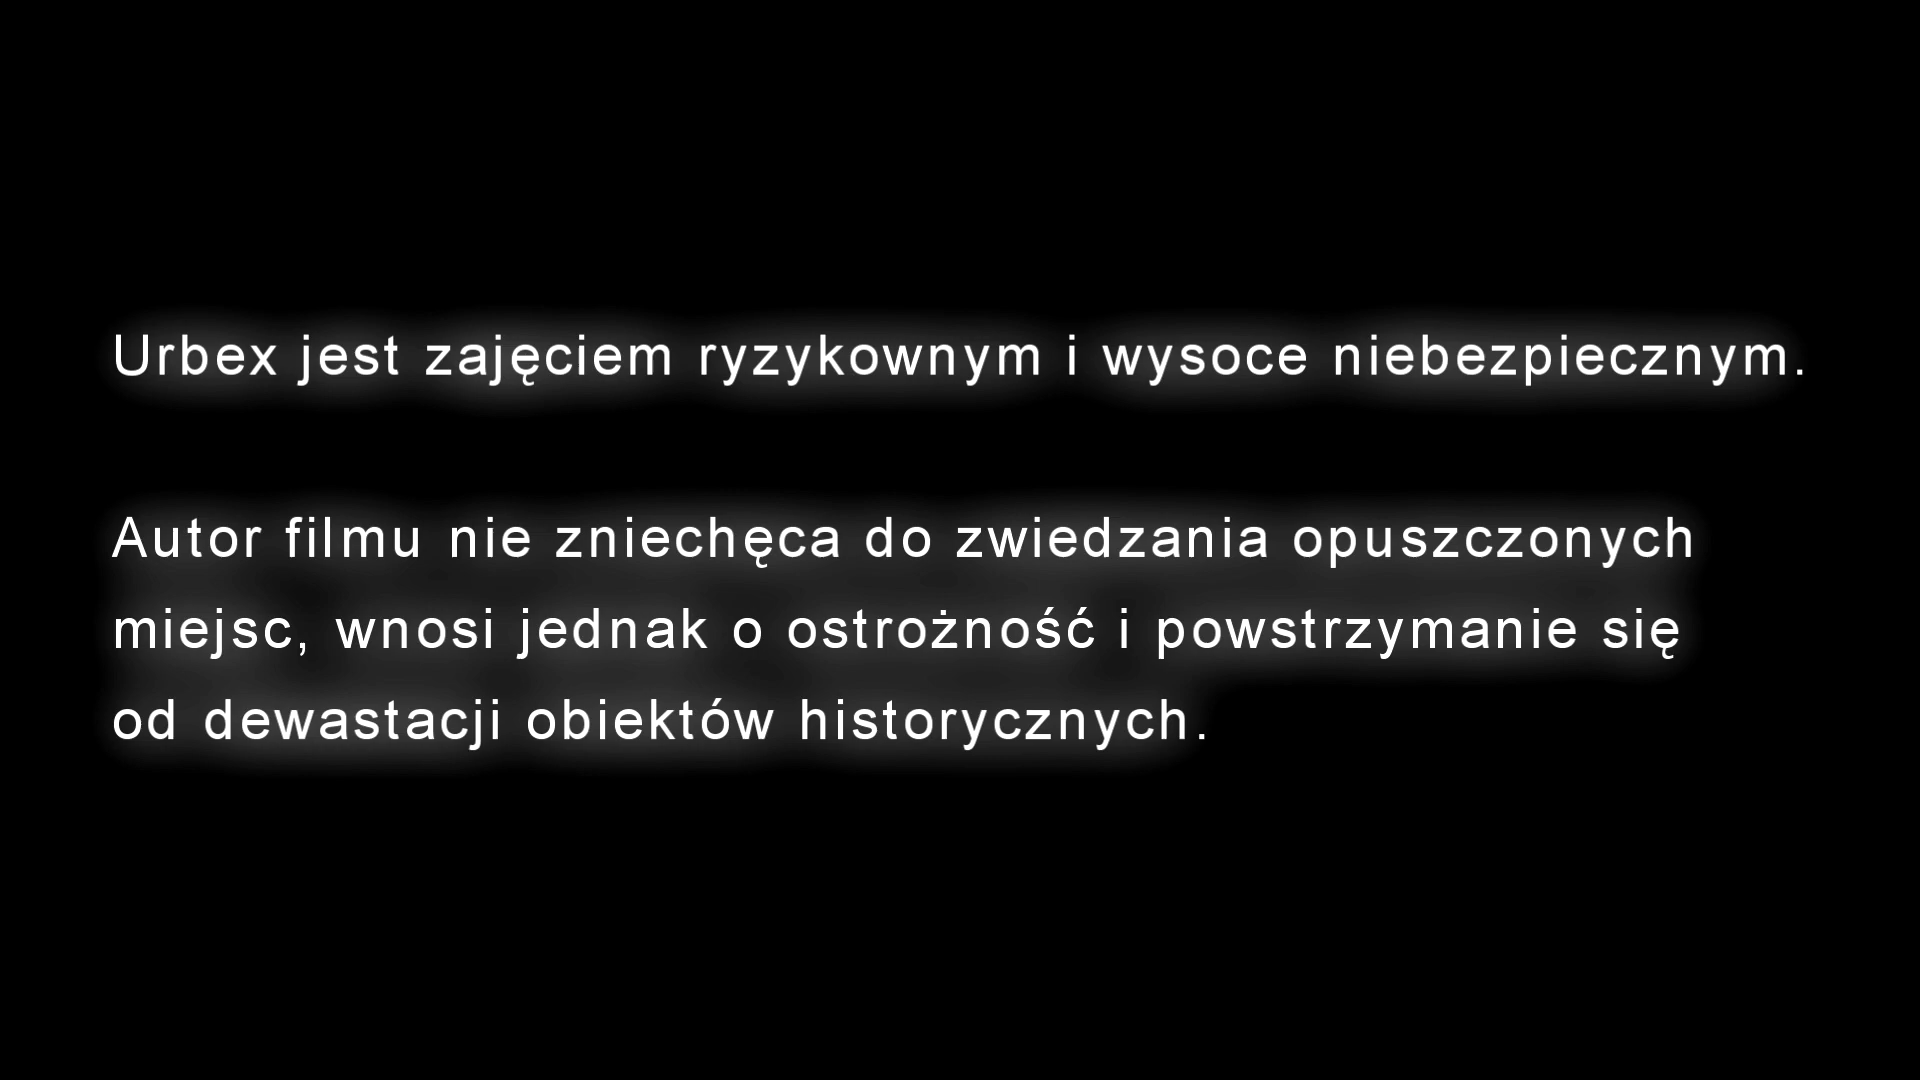 Urbex jest zajęciem ryzykownym i wysoce niebezpiecznym.
Autor filmu nie zniechęca do zwiedzania opuszczonych
miejsc, wnosi jednak o ostrożność i powstrzymanie się
od dewastacji obiektów historycznych.